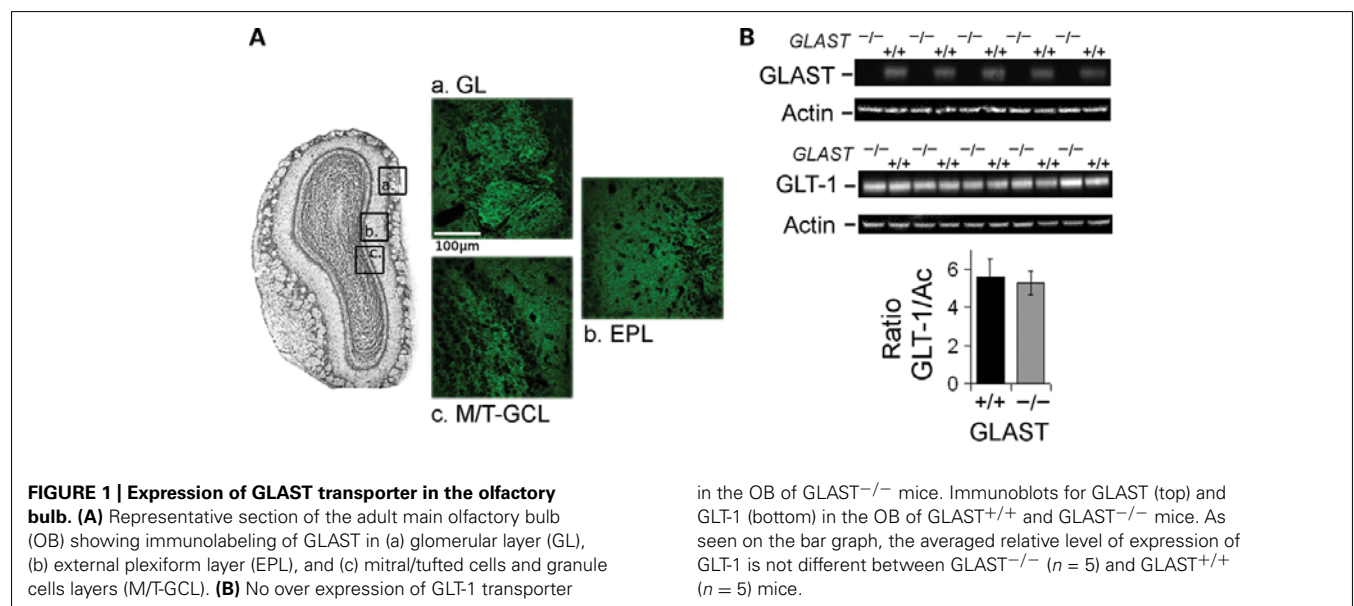 A
a. GL
a.
b.
c.
100µm
b. EPL
c. M/T-GCL
B
GLAST −/− +/+ −/− +/+ −/− +/+ −/− +/+ −/− +/+
GLAST –
Actin –
GLAST −/− +/+ −/− +/+ −/− +/+ −/− +/+ −/− +/+
GLT-1 –
Actin –
Ratio
GLT-1/Ac
6
4
2
0
+/+ −/−
GLAST
FIGURE 1 | Expression of GLAST transporter in the olfactory
bulb. (A) Representative section of the adult main olfactory bulb
(OB) showing immunolabeling of GLAST in (a) glomerular layer (GL),
(b) external plexiform layer (EPL), and (c) mitral/tufted cells and granule
cells layers (M/T-GCL). (B) No over expression of GLT-1 transporter
in the OB of GLAST−/− mice. Immunoblots for GLAST (top) and
GLT-1 (bottom) in the OB of GLAST+/+ and GLAST−/− mice. As
seen on the bar graph, the averaged relative level of expression of
GLT-1 is not different between GLAST−/− (n = 5) and GLAST+/+
(n = 5) mice.